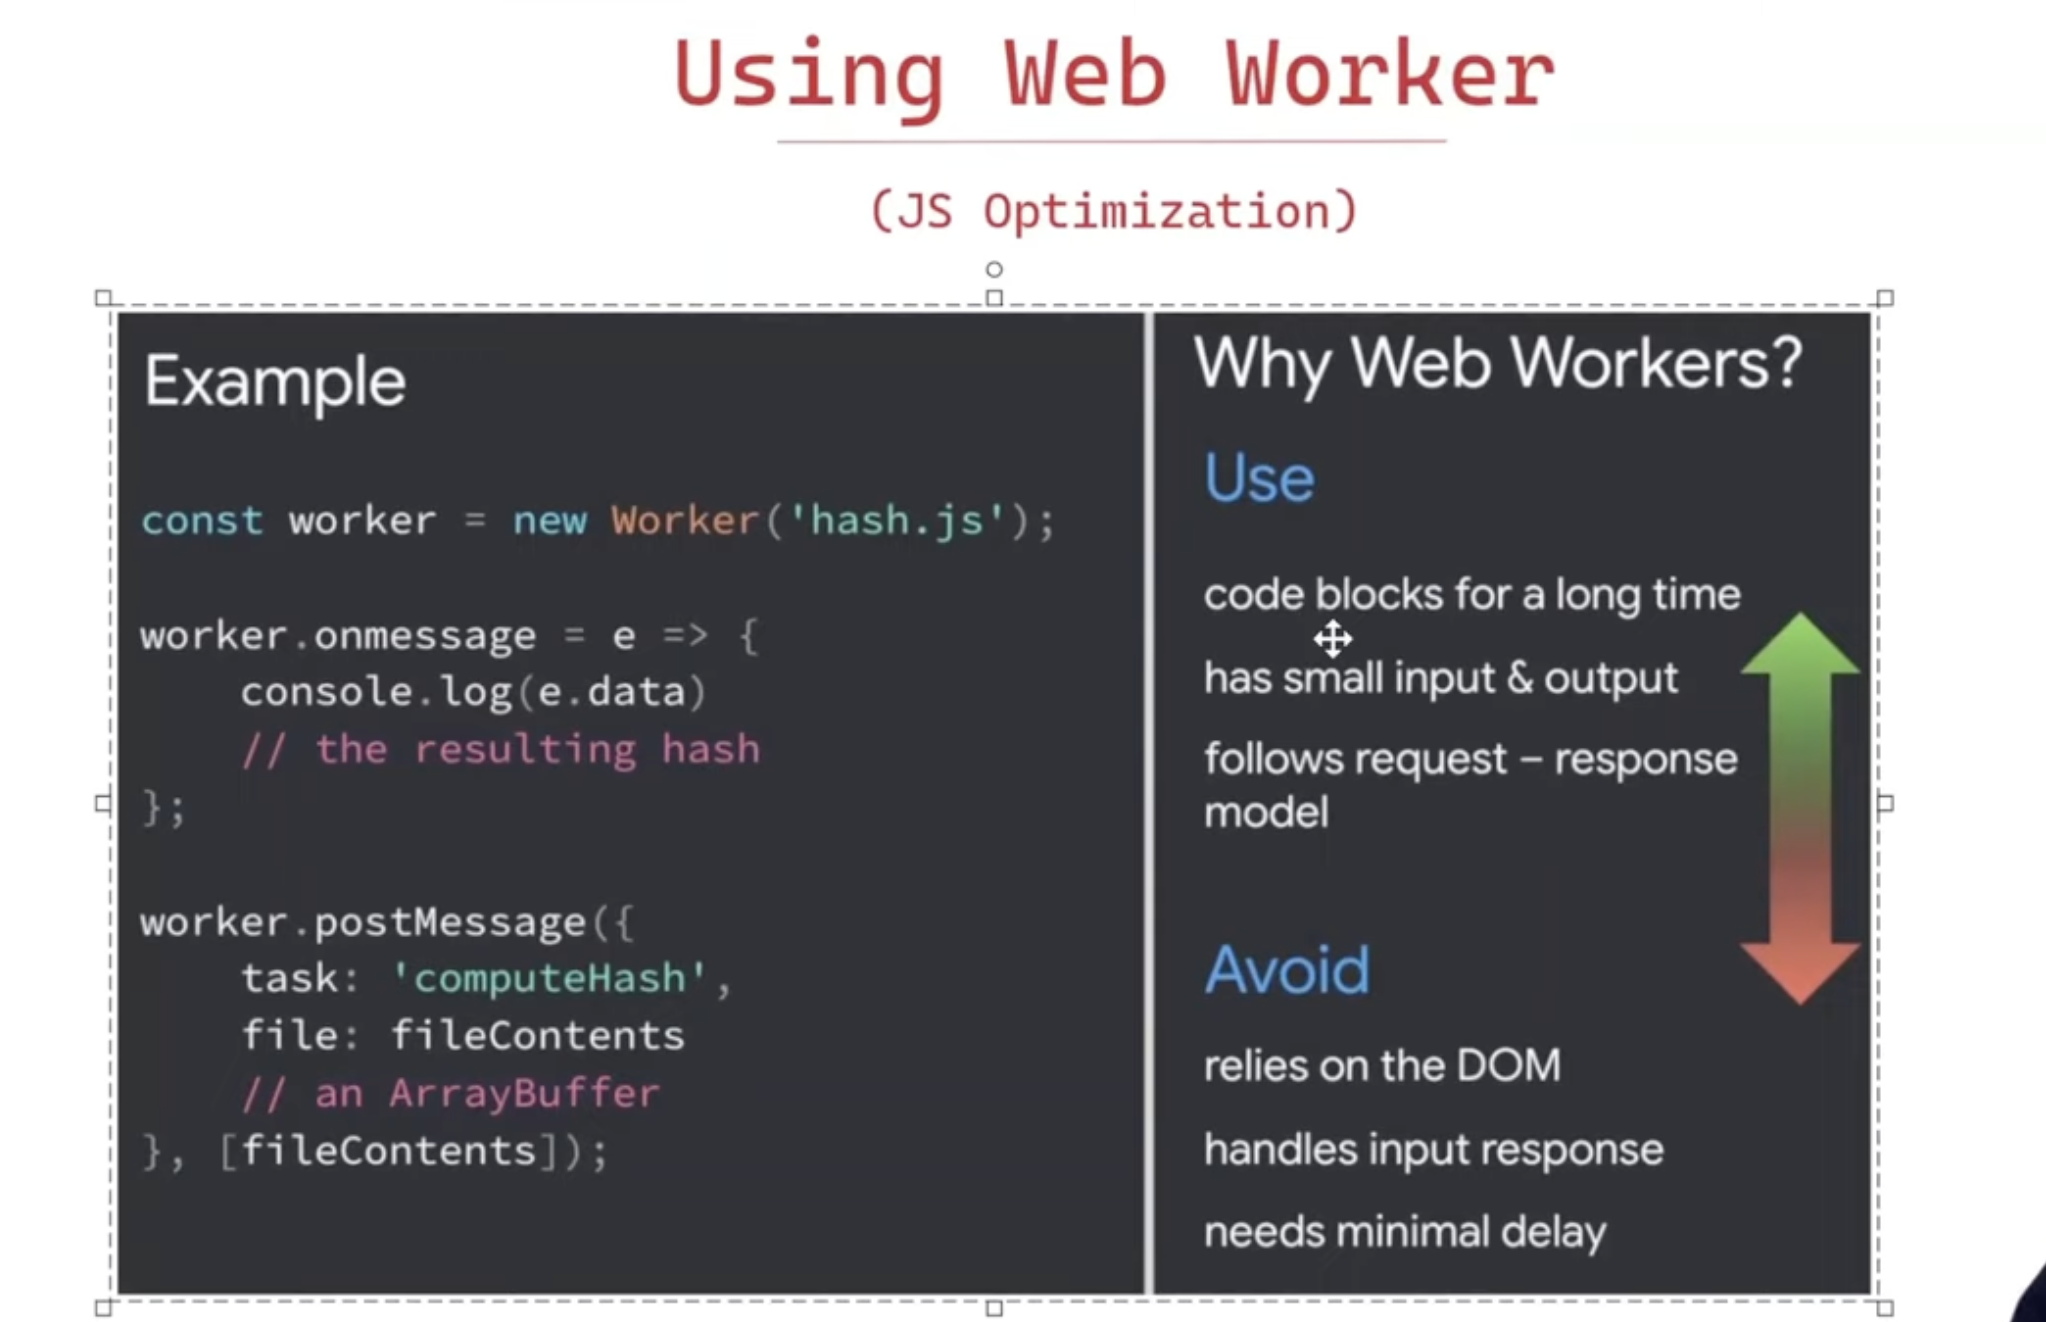 Using Web Worker
(JS Optimization)
Example
const worker = new Worker('hash.js');
worker.onmessage = e => {
    console.log(e.data)
    // the resulting hash
};
worker.postMessage({
    task: 'computeHash',
    file: fileContents
    // an ArrayBuffer
}, [fileContents]);
Why Web Workers?
Use
code blocks for a long time
has small input & output
follows request – response
model
Avoid
relies on the DOM
handles input response
needs minimal delay